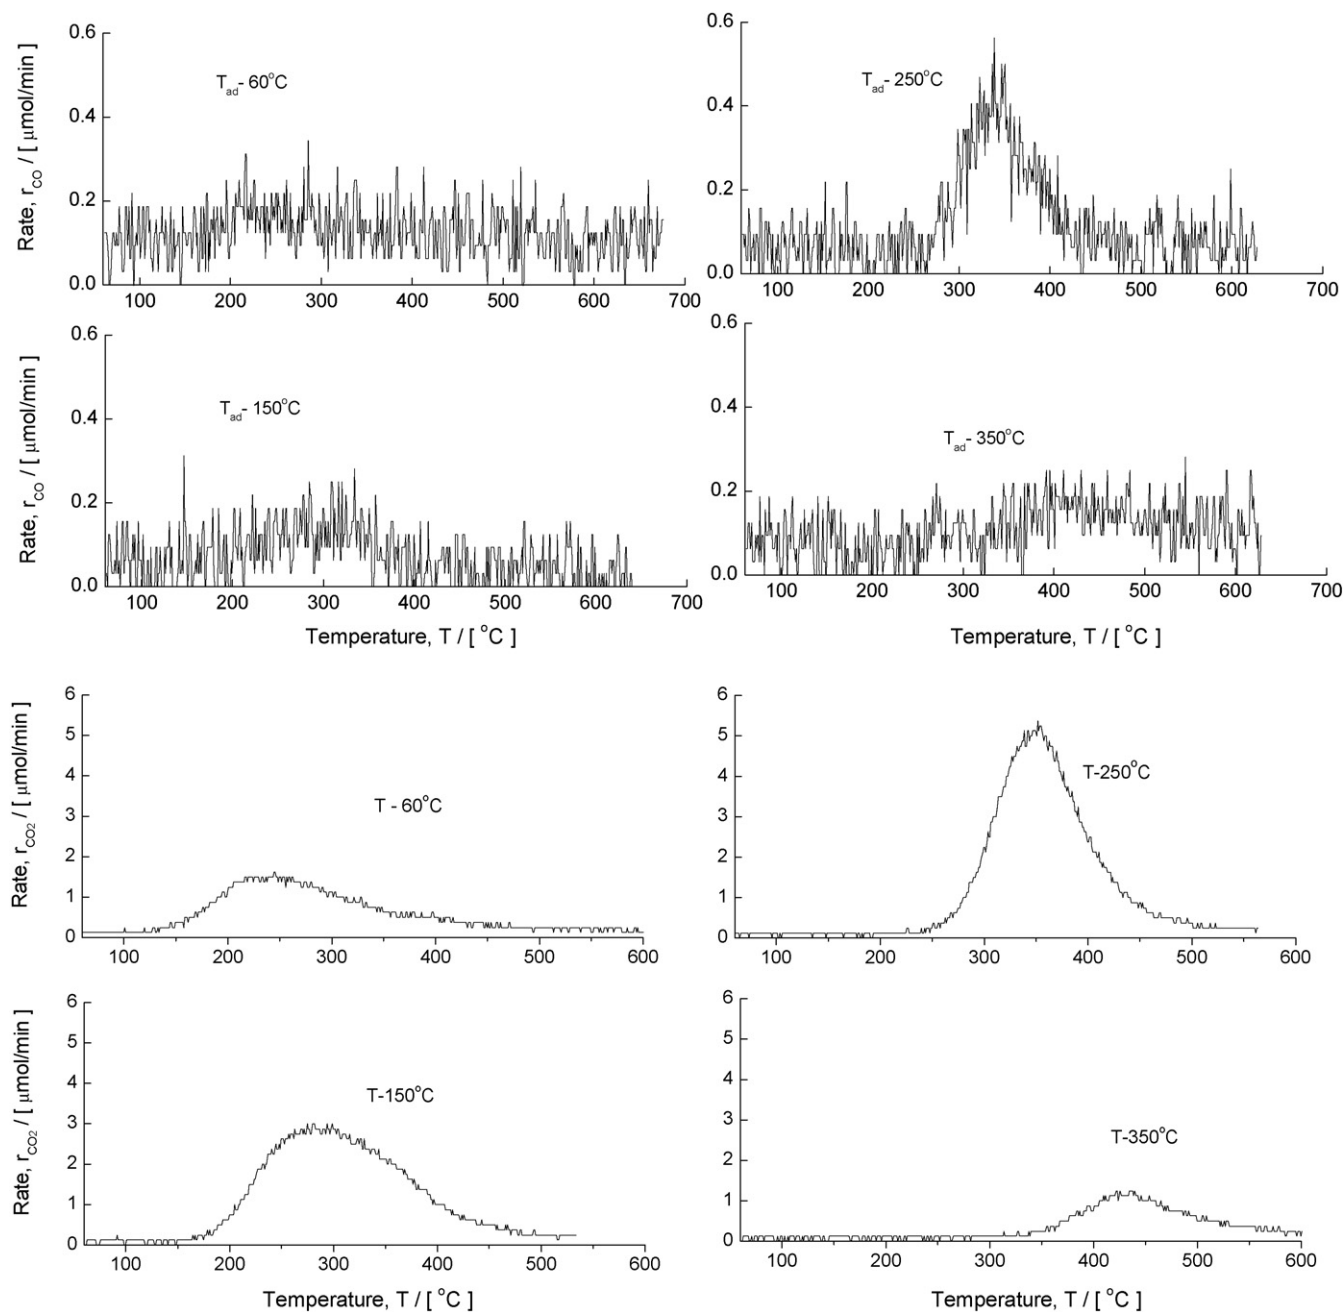 Rate, r_CO / [ μmol/min ]
0.6
0.4
0.2
0.0
T_ad- 60°C
100 200 300 400 500 600 700
0.6
0.4
0.2
0.0
T_ad- 250°C
100 200 300 400 500 600 700
Rate, r_CO / [ μmol/min ]
0.6
0.4
0.2
0.0
T_ad- 150°C
100 200 300 400 500 600 700
Temperature, T / [ °C ]
0.6
0.4
0.2
0.0
T_ad- 350°C
100 200 300 400 500 600 700
Temperature, T / [ °C ]
Rate, r_CO2 / [ μmol/min ]
6
5
4
3
2
1
0
T - 60°C
100 200 300 400 500 600
6
5
4
3
2
1
0
T-250°C
100 200 300 400 500 600
Rate, r_CO2 / [ μmol/min ]
6
5
4
3
2
1
0
T-150°C
100 200 300 400 500 600
Temperature, T / [ °C ]
6
5
4
3
2
1
0
T-350°C
100 200 300 400 500 600
Temperature, T / [ °C ]